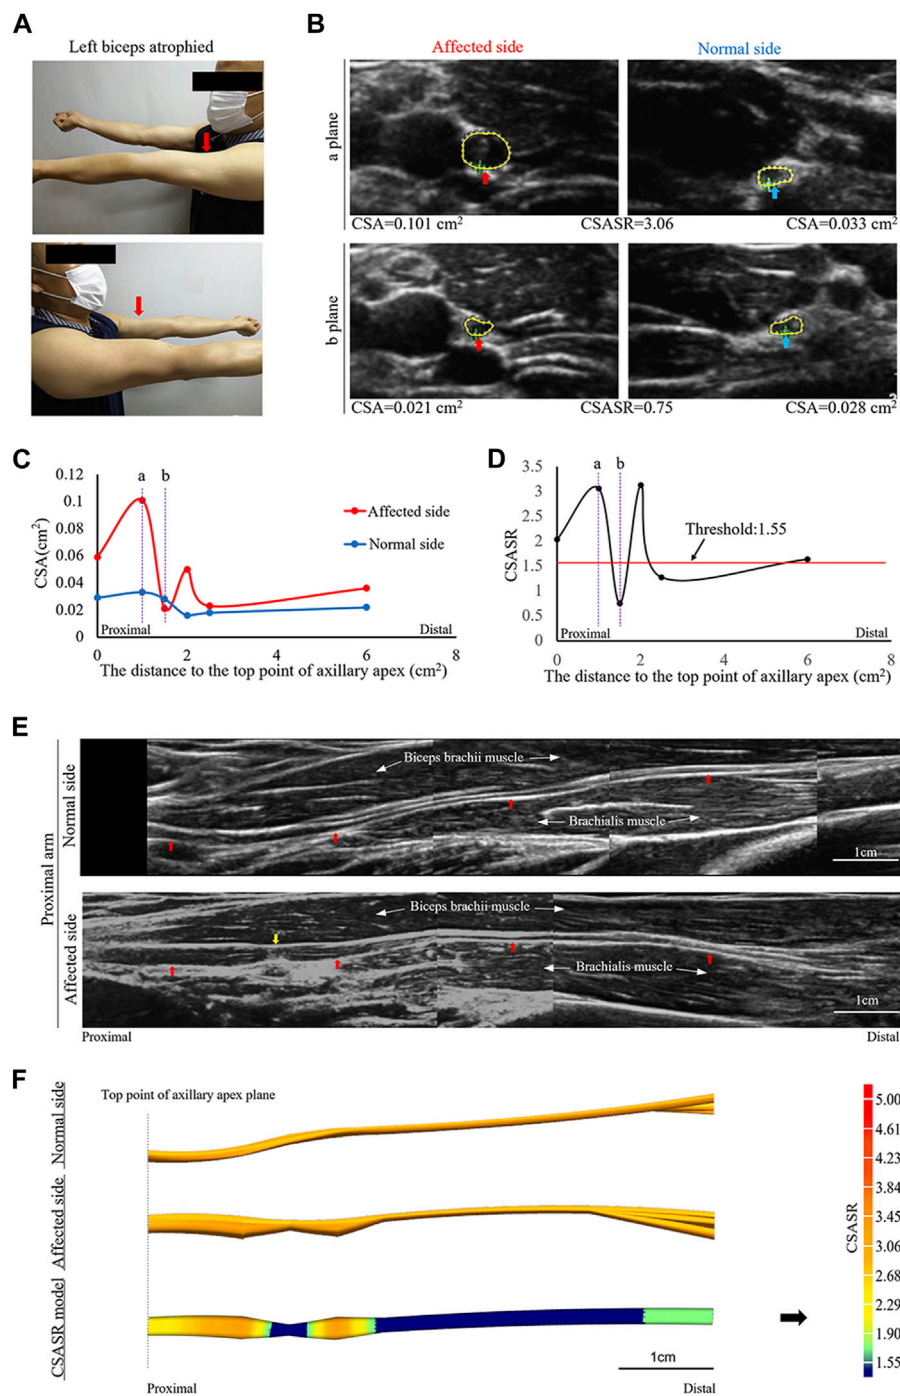 A
Left biceps atrophied
B
Affected side
Normal side
a plane
CSA=0.101 cm²
CSASR=3.06
CSA=0.033 cm²
b plane
CSA=0.021 cm²
CSASR=0.75
CSA=0.028 cm²
C
0.12
0.1
0.08
0.06
0.04
0.02
0
CSA(cm²)
a
b
Affected side
Normal side
Proximal
Distal
0
2
4
6
8
The distance to the top point of axillary apex (cm²)
D
3.5
3
2.5
2
1.5
1
0.5
0
CSASR
a
b
Threshold:1.55
Proximal
Distal
0
2
4
6
8
The distance to the top point of axillary apex (cm²)
E
Proximal arm
Normal side
Biceps brachii muscle
Brachialis muscle
1cm
Affected side
Biceps brachii muscle
Brachialis muscle
1cm
Proximal
Distal
F
Top point of axillary apex plane
Normal side
Affected side
CSASR model
1cm
Proximal
Distal
CSASR
5.00
4.61
4.23
3.84
3.45
3.06
2.68
2.29
1.90
1.55